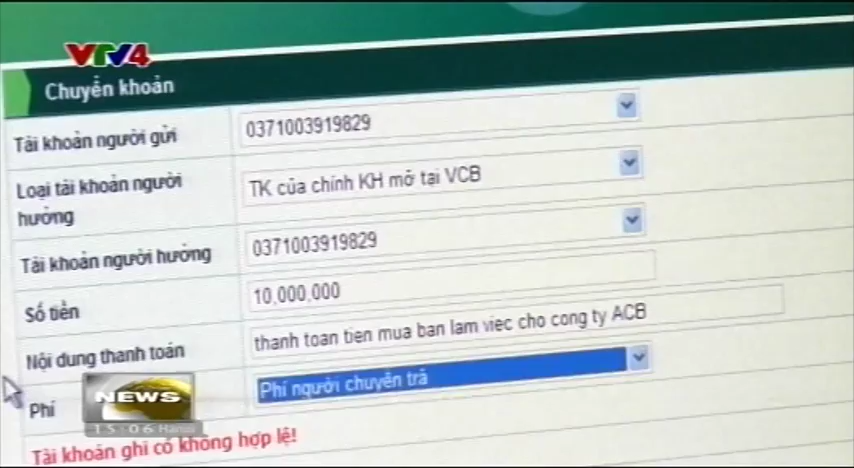 VTV4
Chuyển khoản
Tài khoản người gửi
0371003919829
Loại tài khoản người
hưởng
TK của chính KH mở tại VCB
Tài khoản người hưởng
0371003919829
Số tiền
10,000,000
Nội dung thanh toán
thanh toan tien mua ban lam viec cho cong ty ACB
Phí
Phí người chuyển trả
NEWS
15:06 Hanoi
Tài khoản ghi có không hợp lệ!